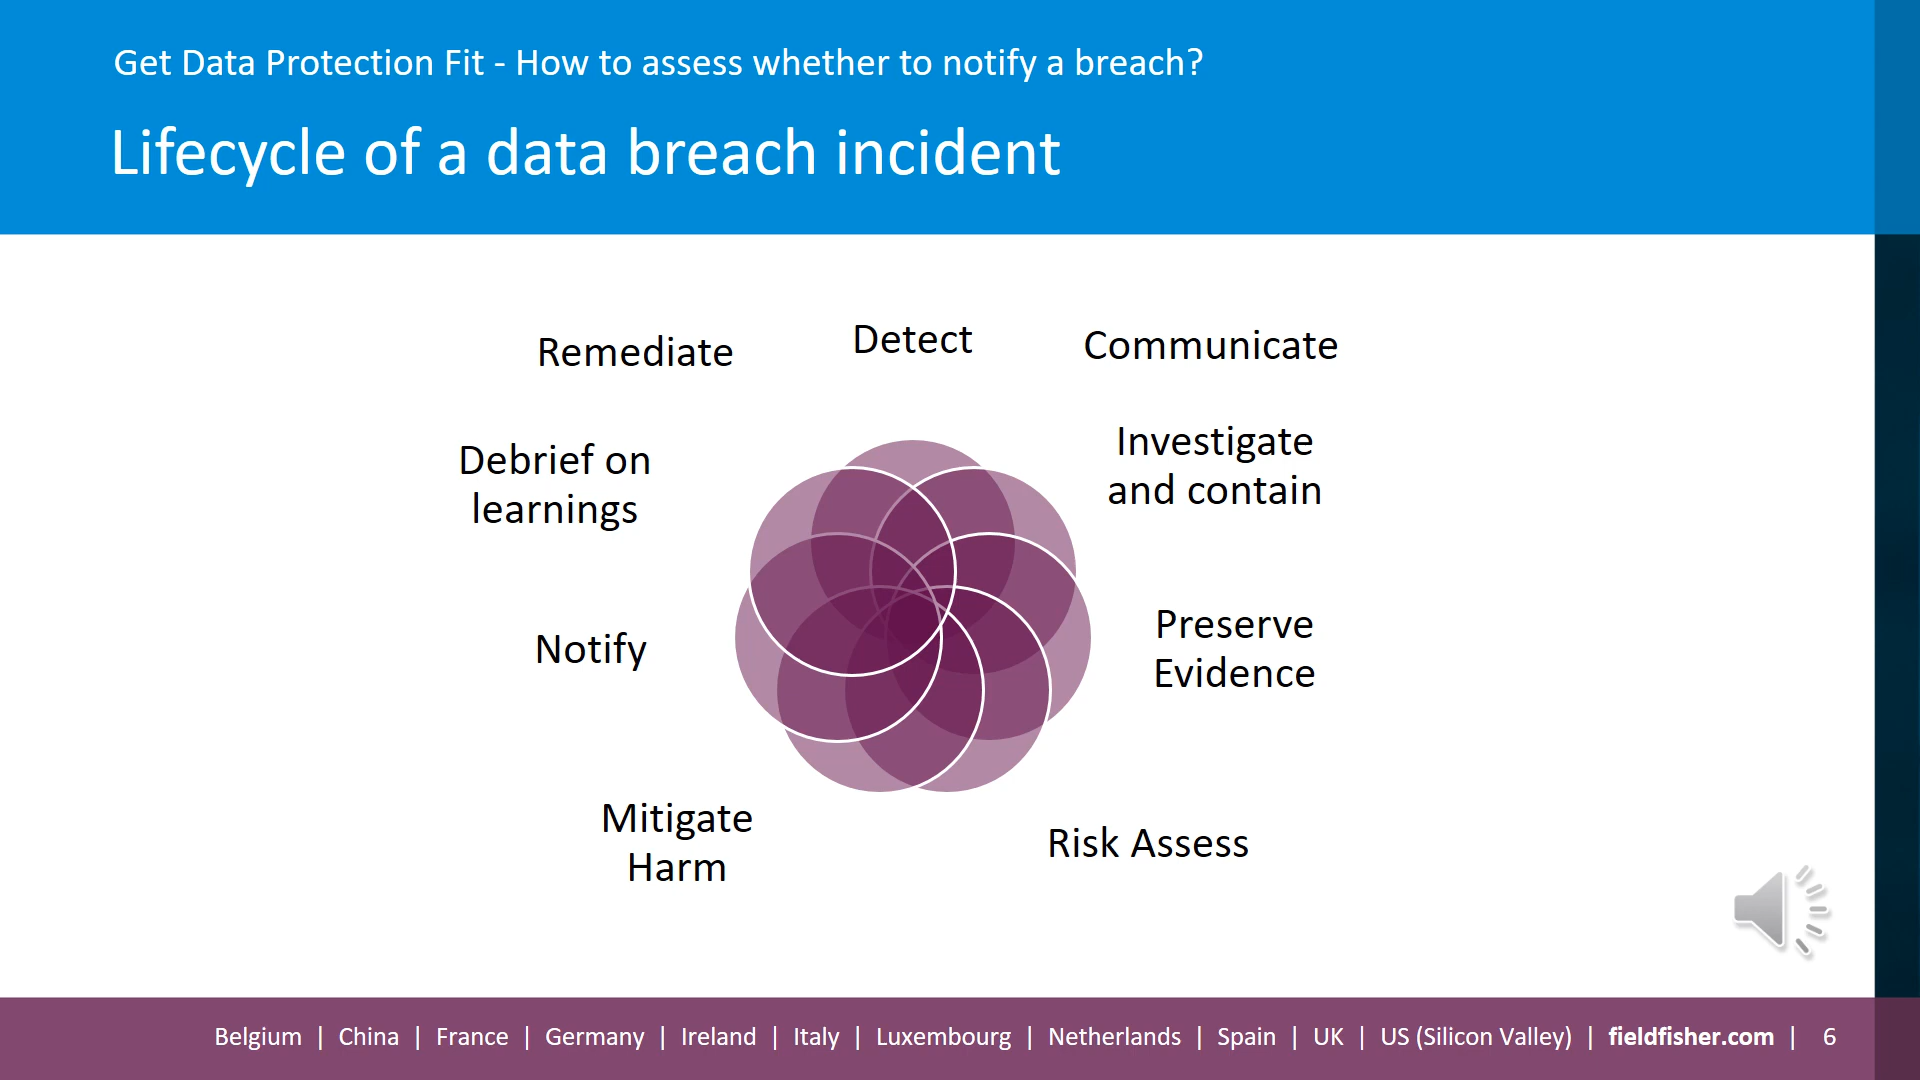 Get Data Protection Fit - How to assess whether to notify a breach?
Lifecycle of a data breach incident
Detect
Communicate
Investigate
and contain
Preserve
Evidence
Risk Assess
Mitigate
Harm
Notify
Debrief on
learnings
Remediate
Belgium | China | France | Germany | Ireland | Italy | Luxembourg | Netherlands | Spain | UK | US (Silicon Valley) | fieldfisher.com | 6